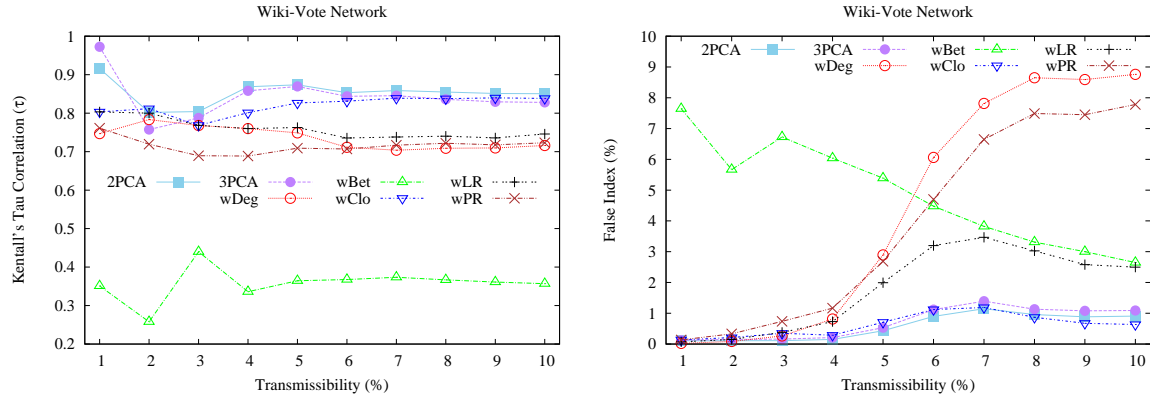 Wiki-Vote Network
1
0.9
0.8
0.7
0.6
0.5
0.4
0.3
0.2
Kentall's Tau Correlation (τ)
2PCA 3PCA wBet wLR
wDeg wClo wPR
1 2 3 4 5 6 7 8 9 10
Transmissibility (%)
Wiki-Vote Network
10
9
8
7
6
5
4
3
2
1
0
False Index (%)
2PCA 3PCA wBet wLR
wDeg wClo wPR
1 2 3 4 5 6 7 8 9 10
Transmissibility (%)